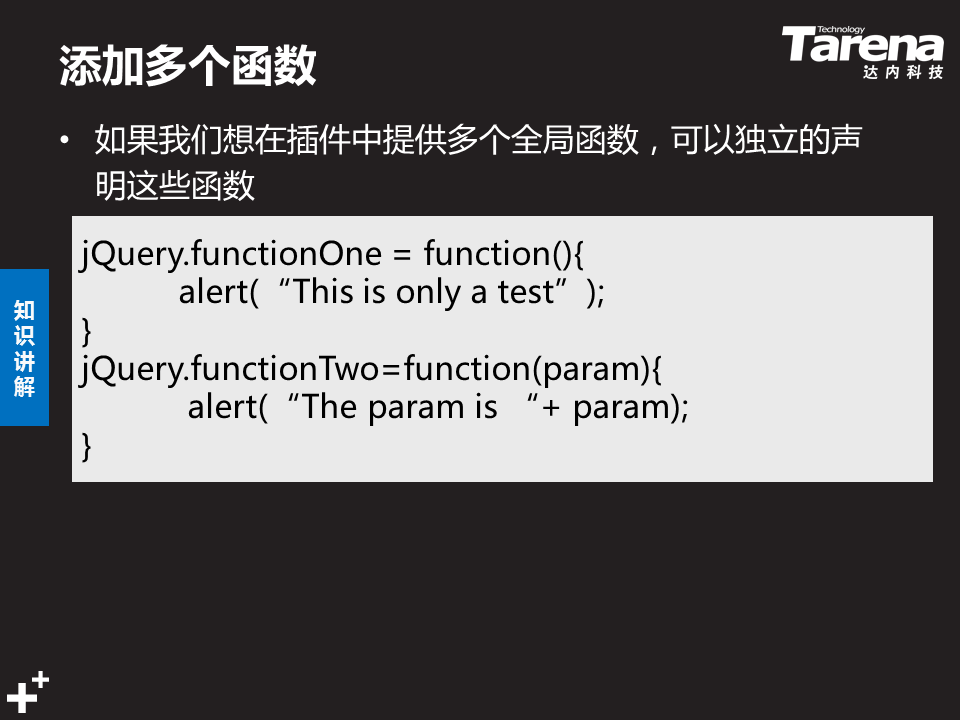 添加多个函数
Technology
Tarena
达内科技
• 如果我们想在插件中提供多个全局函数，可以独立的声
明这些函数
jQuery.functionOne = function(){
alert(“This is only a test”);
}
jQuery.functionTwo=function(param){
alert(“The param is “+ param);
}
知
识
讲
解